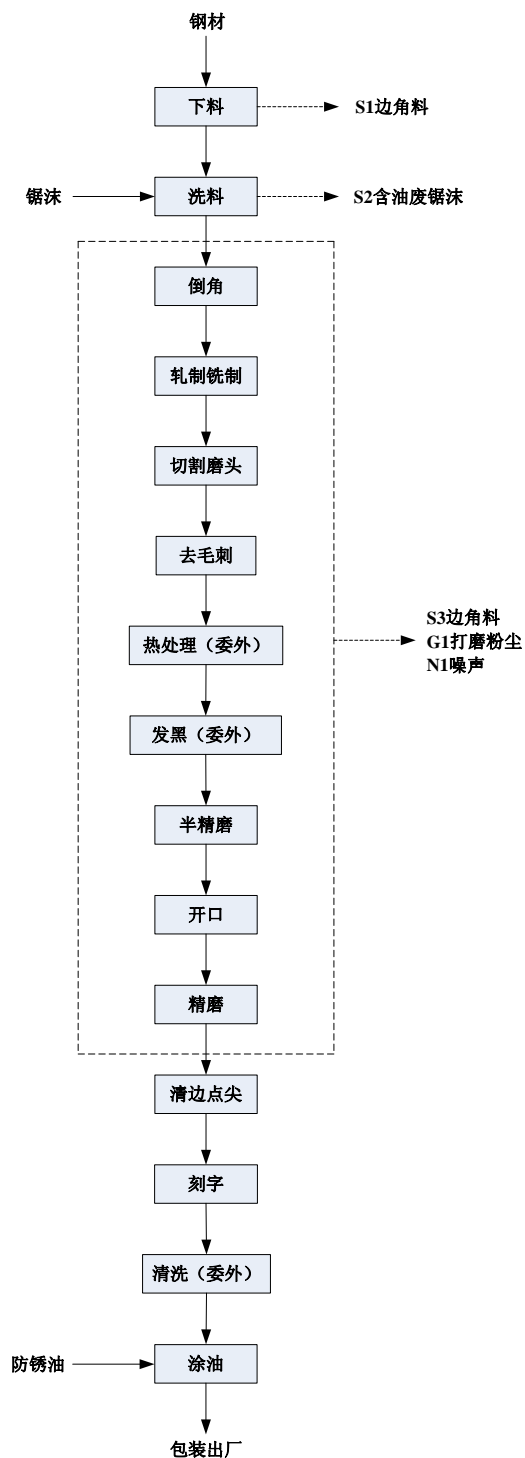 钢材
下料
S1边角料
锯沫
洗料
S2含油废锯沫
倒角
轧制铣制
切割磨头
去毛刺
热处理（委外）
S3边角料
G1打磨粉尘
N1噪声
发黑（委外）
半精磨
开口
精磨
清边点尖
刻字
清洗（委外）
防锈油
涂油
包装出厂